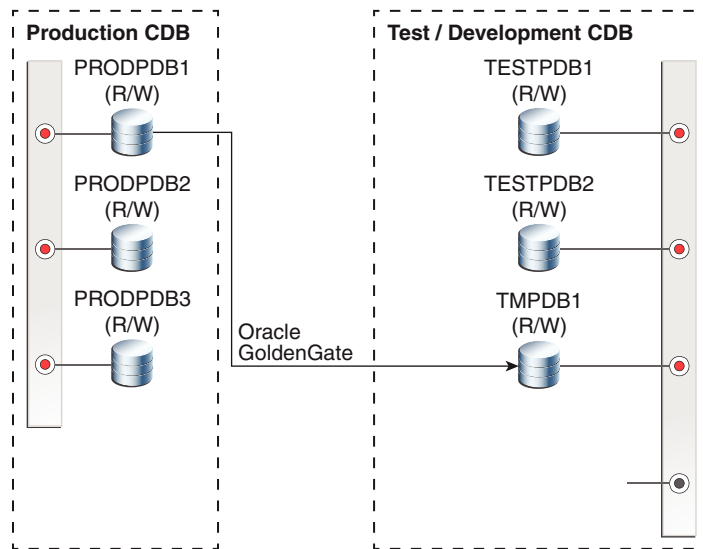 Production CDB
PRODPDB1
(R/W)
PRODPDB2
(R/W)
PRODPDB3
(R/W)
Oracle
GoldenGate
Test / Development CDB
TESTPDB1
(R/W)
TESTPDB2
(R/W)
TMPDB1
(R/W)